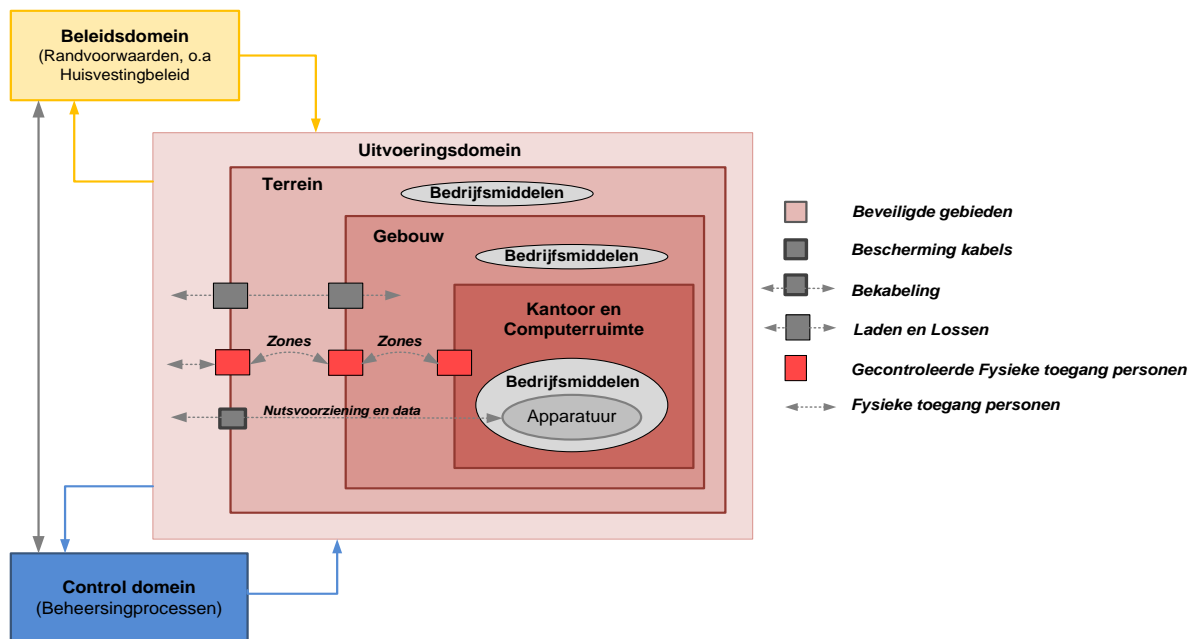 Beleidsdomein
(Randvoorwaarden, o.a
Huisvestingbeleid
Uitvoeringsdomein
Terrein
Bedrijfsmiddelen
Gebouw
Bedrijfsmiddelen
Kantoor en
Computerruimte
Zones
Zones
Bedrijfsmiddelen
Nutsvoorziening en data
Apparatuur
Control domein
(Beheersingprocessen)
Beveiligde gebieden
Bescherming kabels
Bekabeling
Laden en Lossen
Gecontroleerde Fysieke toegang personen
Fysieke toegang personen